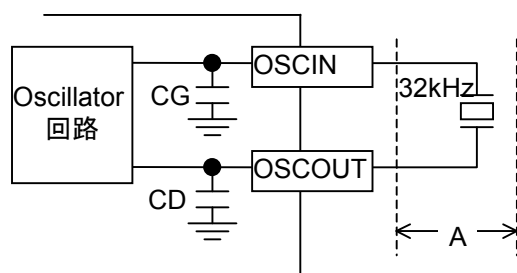 OSCIN
CG
32kHz
Oscillator
回路
OSCOUT
CD
A